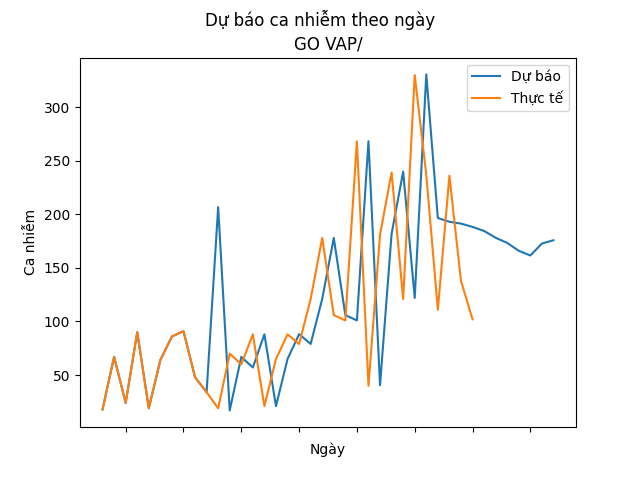 Dự báo ca nhiễm theo ngày
GO VAP/
Dự báo
Thực tế
300
250
200
150
100
50
Ca nhiễm
Ngày